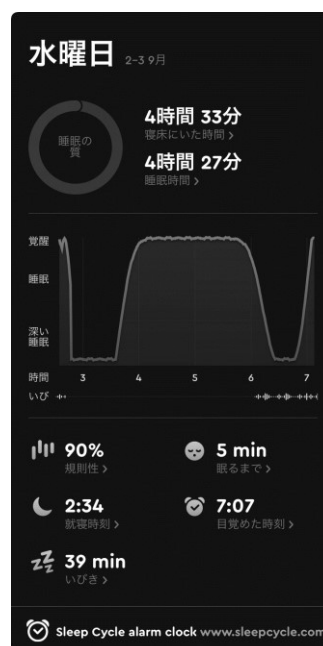 水曜日 2-3 9月
睡眠の
質
4時間 33分
寝床にいた時間 >
4時間 27分
睡眠時間 >
覚醒
睡眠
深い
睡眠
時間 3 4 5 6 7
いび
90%
規則性 >
5 min
眠るまで >
2:34
就寝時刻 >
7:07
目覚めた時刻 >
39 min
いびき >
Sleep Cycle alarm clock www.sleepcycle.com